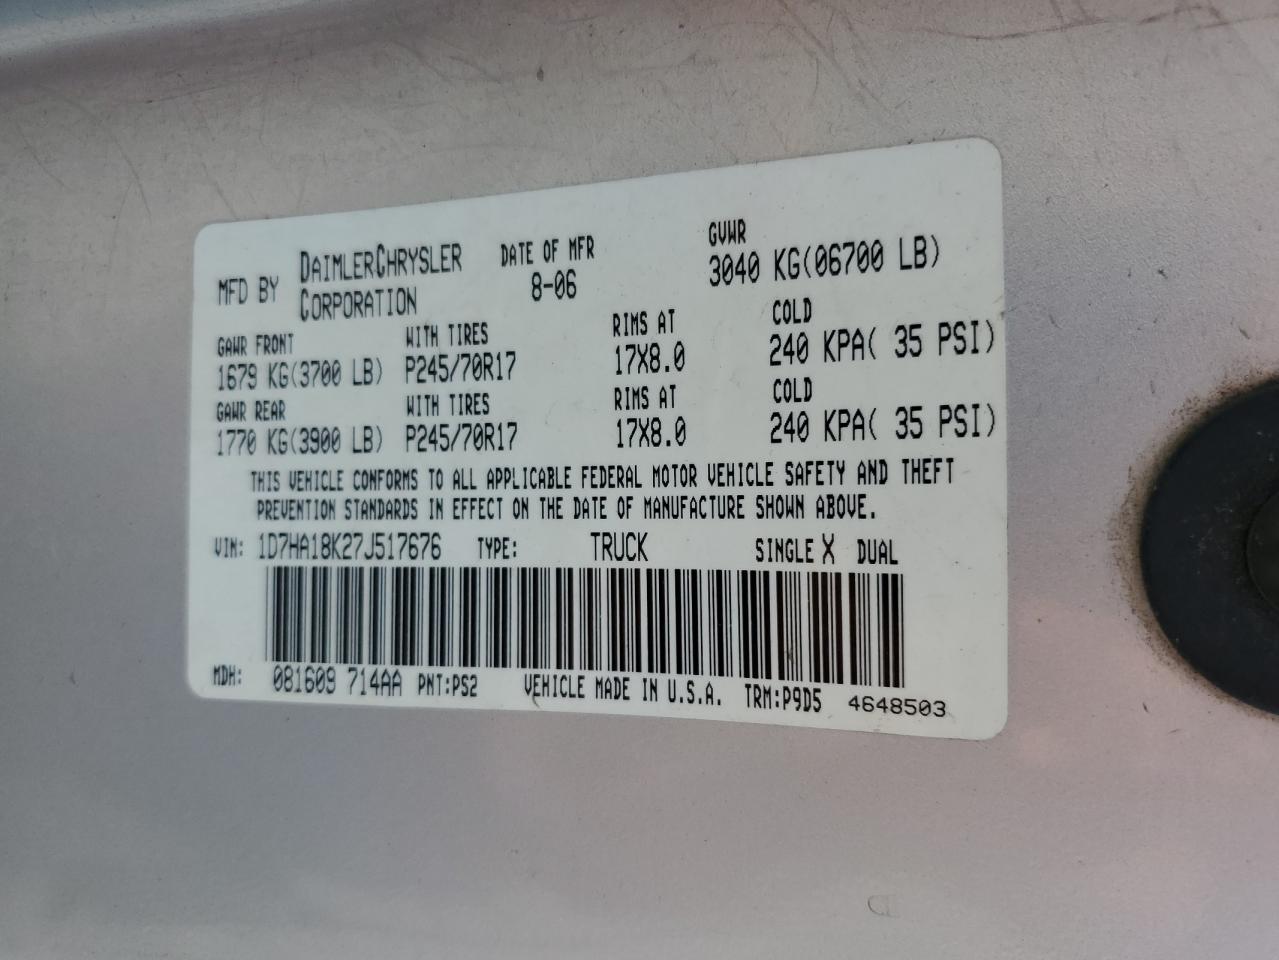 MFD BY DAIMLERCHRYSLER CORPORATION DATE OF MFR 8-06 GVWR 3040 KG(06700 LB)
GAWR FRONT WITH TIRES RIMS AT COLD
1679 KG(3700 LB) P245/70R17 17X8.0 240 KPA( 35 PSI)
GAWR REAR WITH TIRES RIMS AT COLD
1770 KG(3900 LB) P245/70R17 17X8.0 240 KPA( 35 PSI)
THIS VEHICLE CONFORMS TO ALL APPLICABLE FEDERAL MOTOR VEHICLE SAFETY AND THEFT
PREVENTION STANDARDS IN EFFECT ON THE DATE OF MANUFACTURE SHOWN ABOVE.
VIN: 1D7HA18K27J517676 TYPE: TRUCK SINGLE X DUAL
MDH: 081609 714AA PNT:PS2 VEHICLE MADE IN U.S.A. TRM:P9D5 4648503